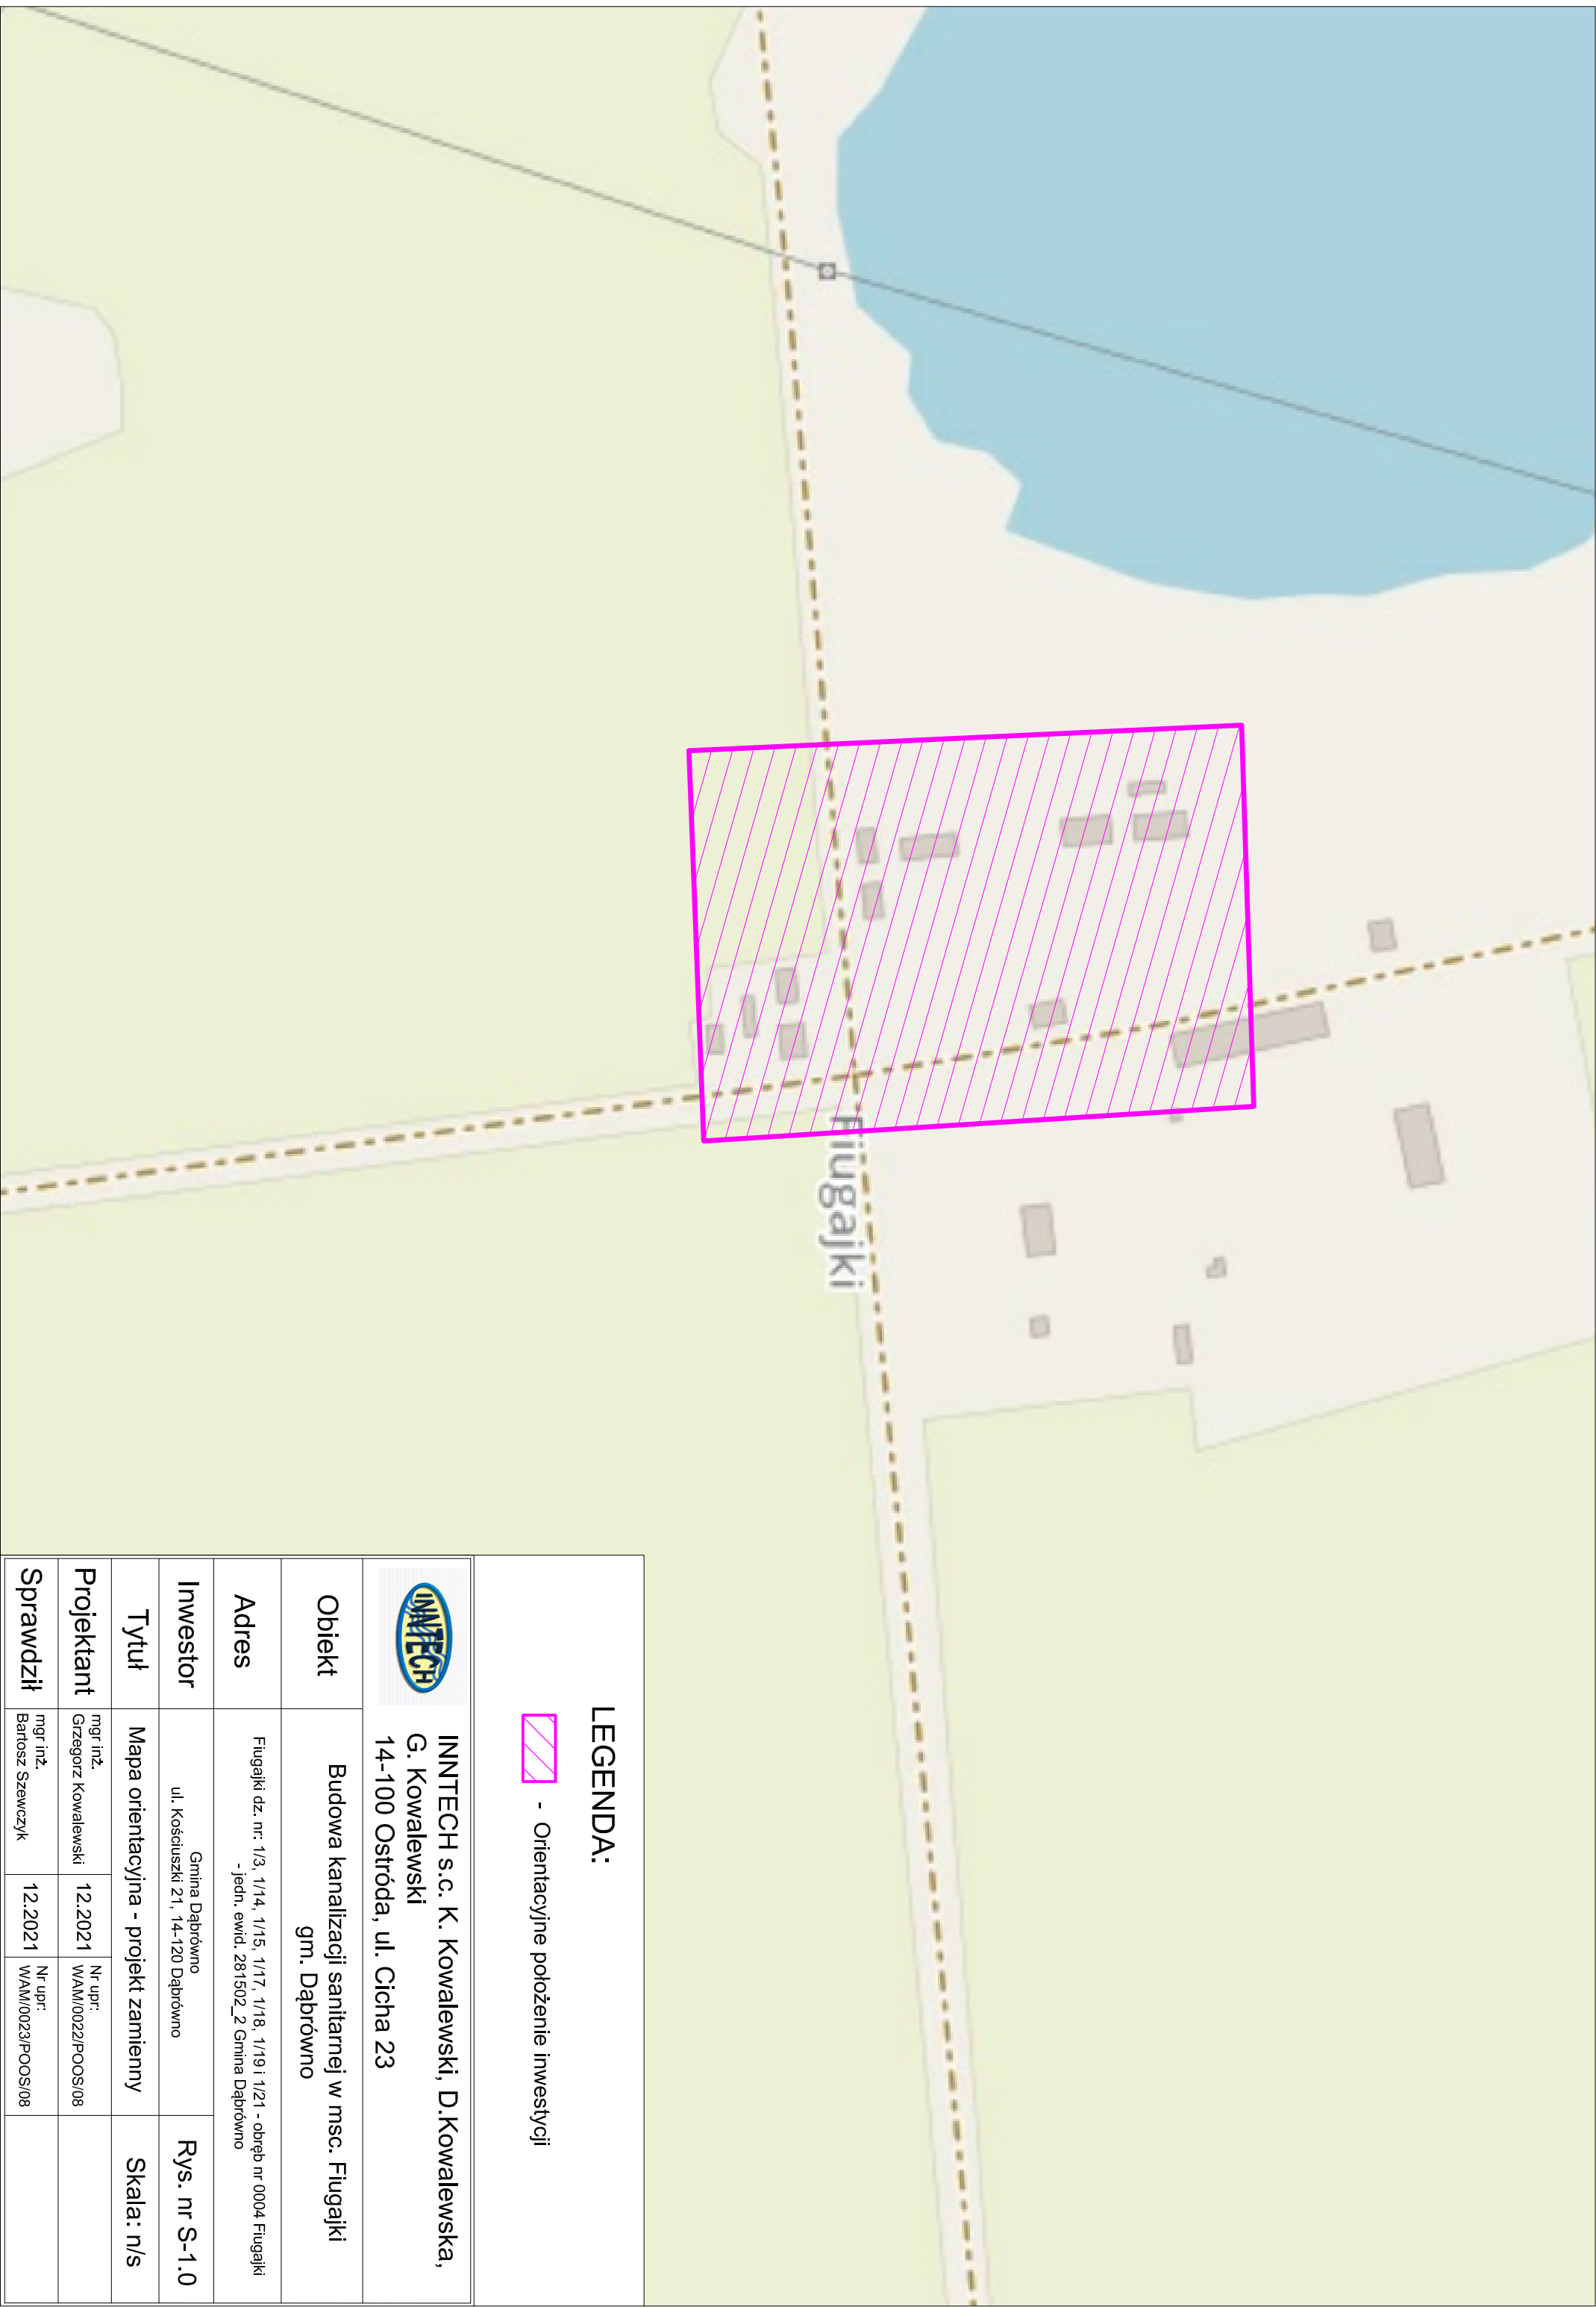 Fiugajki
LEGENDA:
- Orientacyjne położenie inwestycji
INNTECH
INNTECH s.c. K. Kowalewski, D.Kowalewska,
G. Kowalewski
14-100 Ostróda, ul. Cicha 23
Obiekt
Budowa kanalizacji sanitarnej w msc. Fiugajki
gm. Dąbrówno
Adres
Fiugajki dz. nr: 1/3, 1/14, 1/15, 1/17, 1/18, 1/19 i 1/21 - obręb nr 0004 Fiugajki
- jedn. ewid. 281502_2 Gmina Dąbrówno
Inwestor
Gmina Dąbrówno
ul. Kościuszki 21, 14-120 Dąbrówno
Rys. nr S-1.0
Tytuł
Mapa orientacyjna - projekt zamienny
Skala: n/s
Projektant
mgr inż.
Grzegorz Kowalewski
12.2021
Nr upr:
WAM/0022/POOS/08
Sprawdził
mgr inż.
Bartosz Szewczyk
12.2021
Nr upr:
WAM/0023/POOS/08